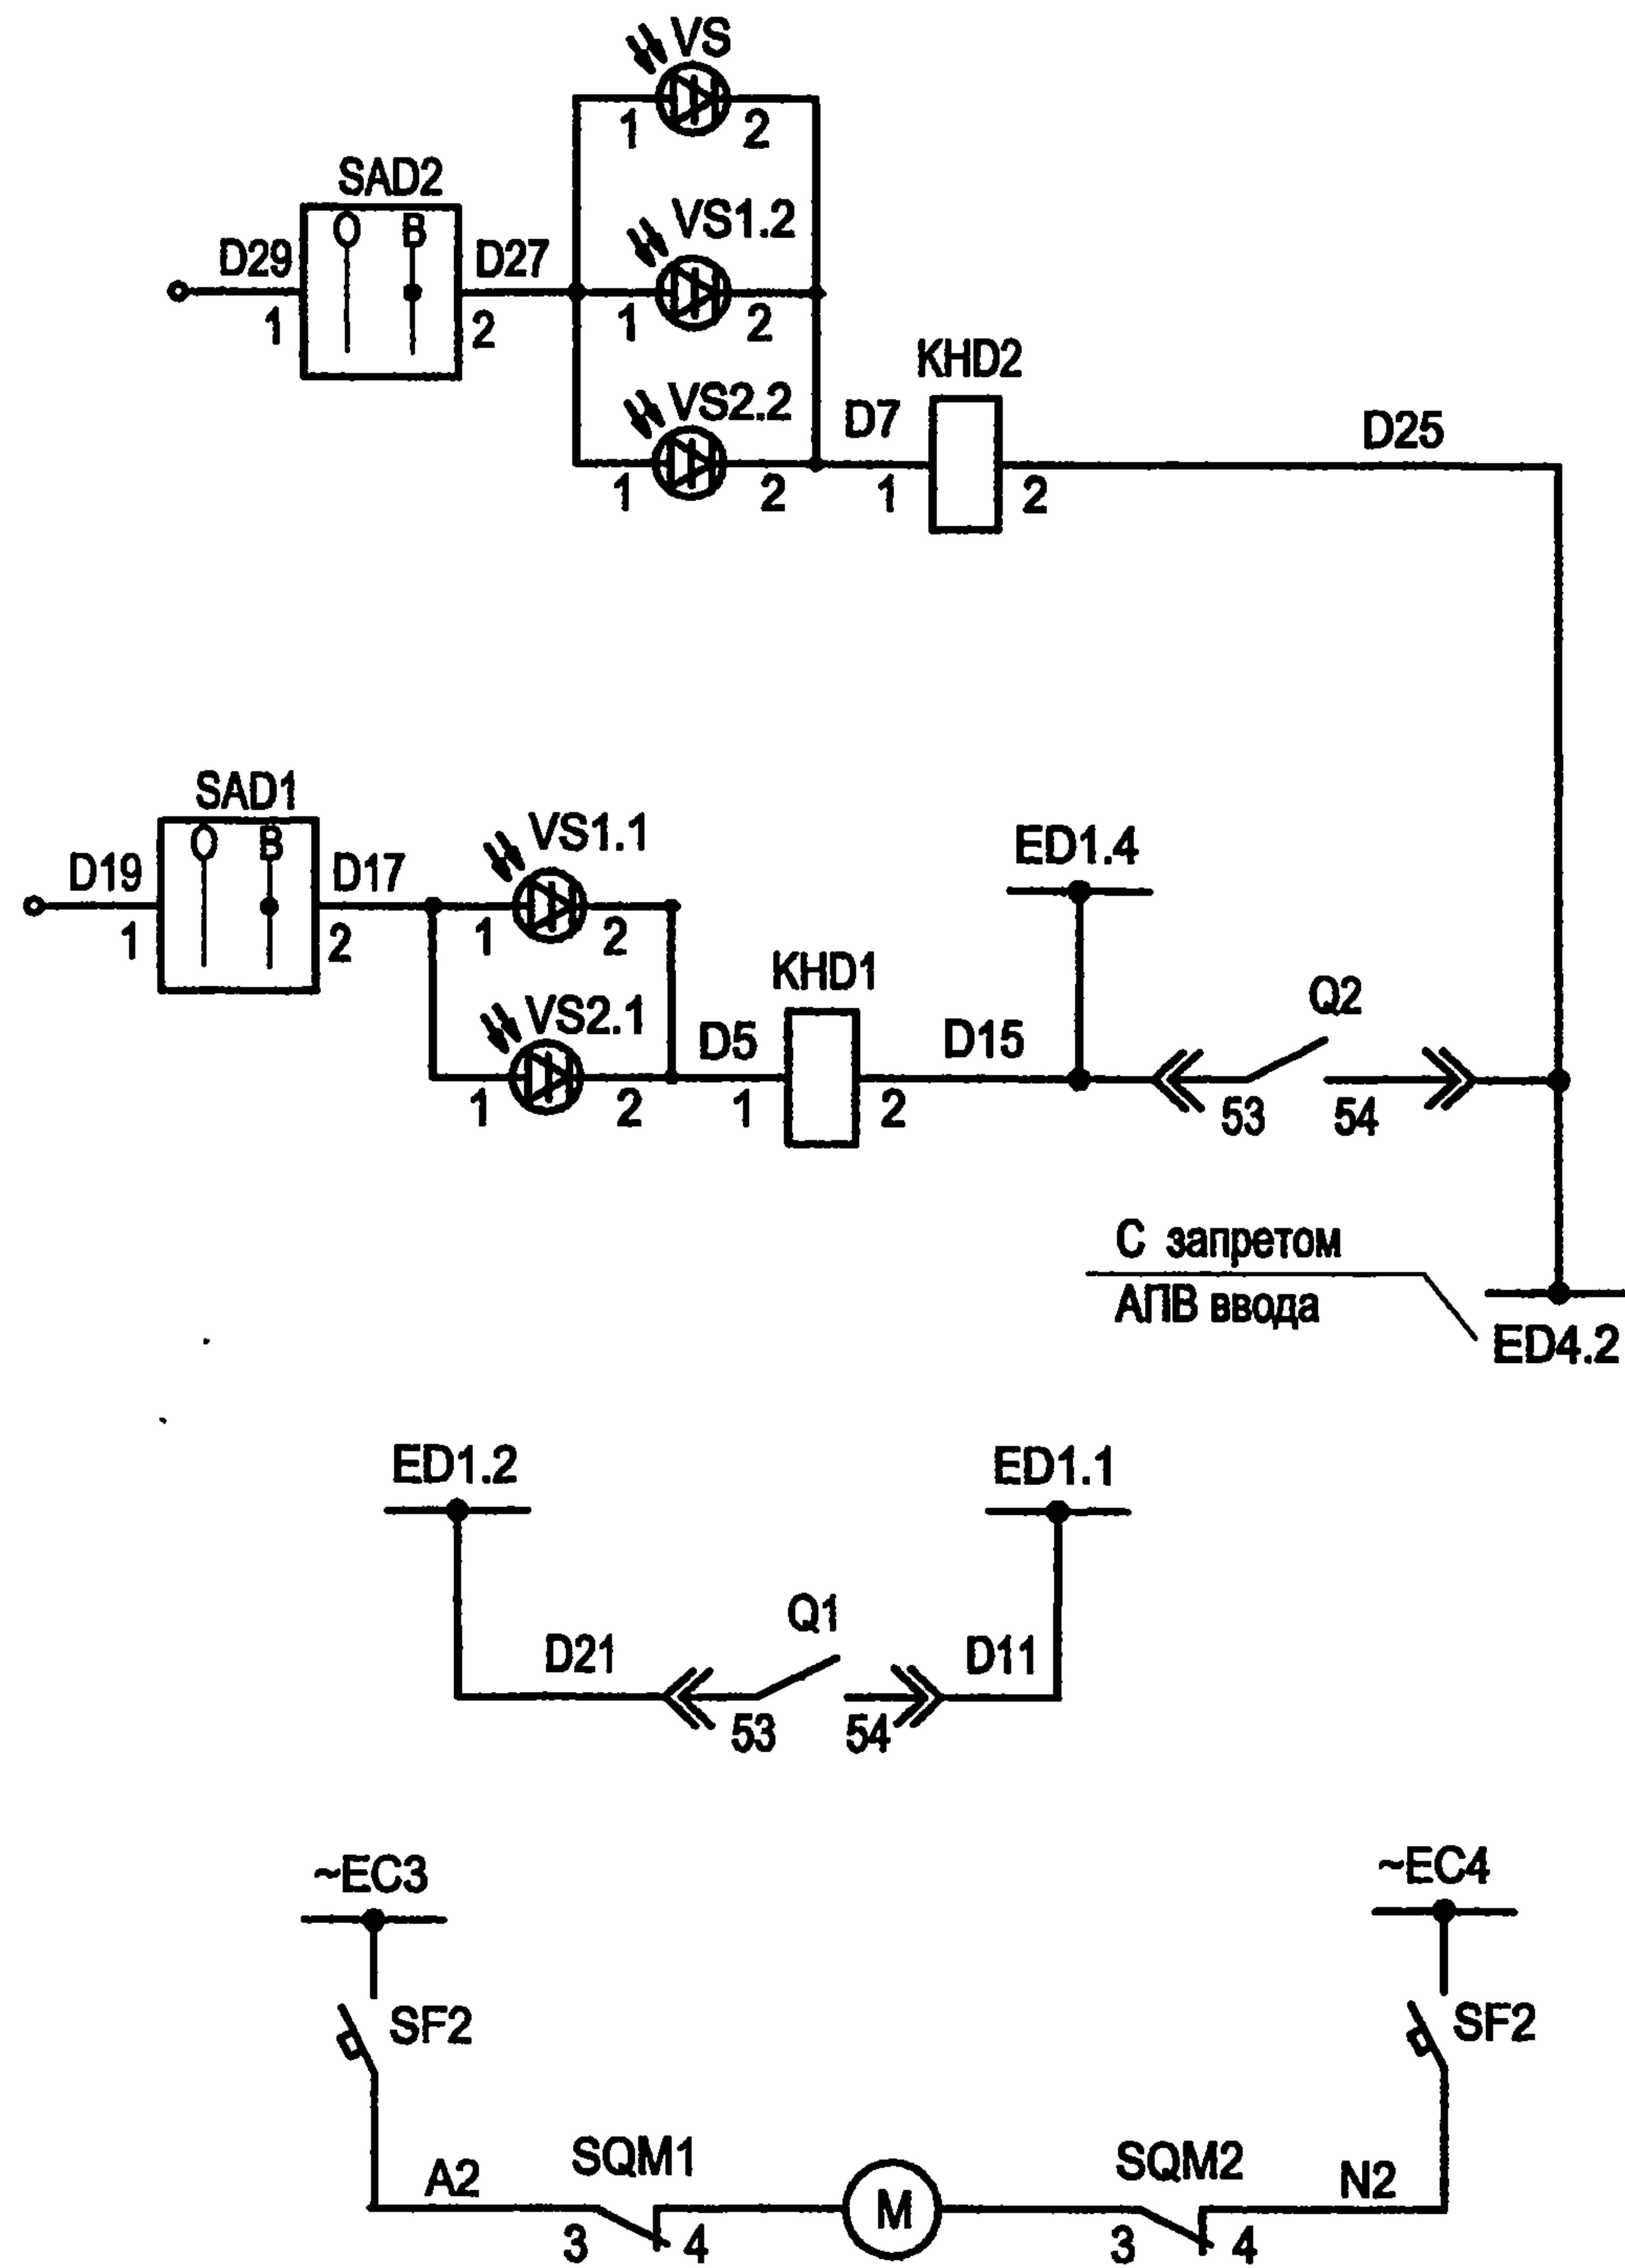 VS
1 2
SAD2
О В
D29 D27
1 2
VS1.2
1 2
VS2.2
1 2
D7
KHD2
1 2
D25
SAD1
О В
D19 D17
1 2
VS1.1
1 2
VS2.1
1 2
D5
KHD1
1 2
D15
ED1.4
Q2
53 54
С запретом
АПВ ввода
ED4.2
ED1.2
ED1.1
Q1
D21 D11
53 54
~EC3
~EC4
SF2
SF2
A2
SQM1
3 4
M
SQM2
3 4
N2